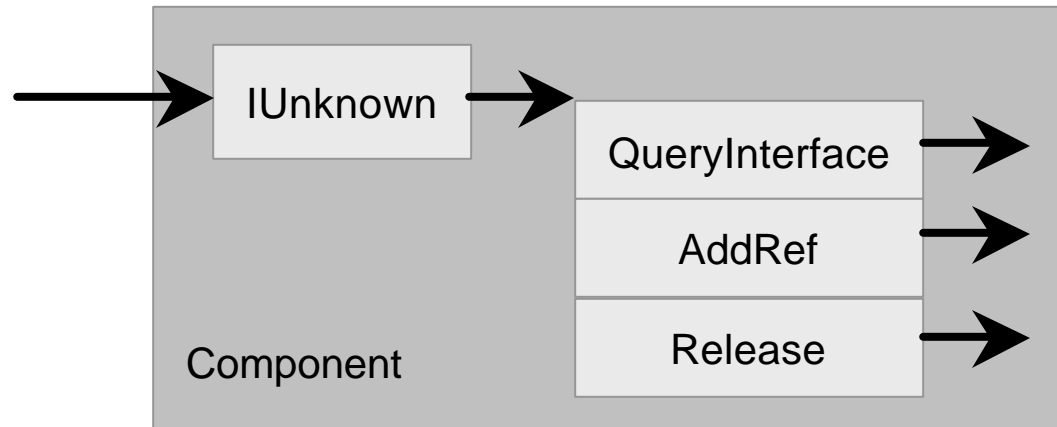 IUnknown
QueryInterface
AddRef
Release
Component